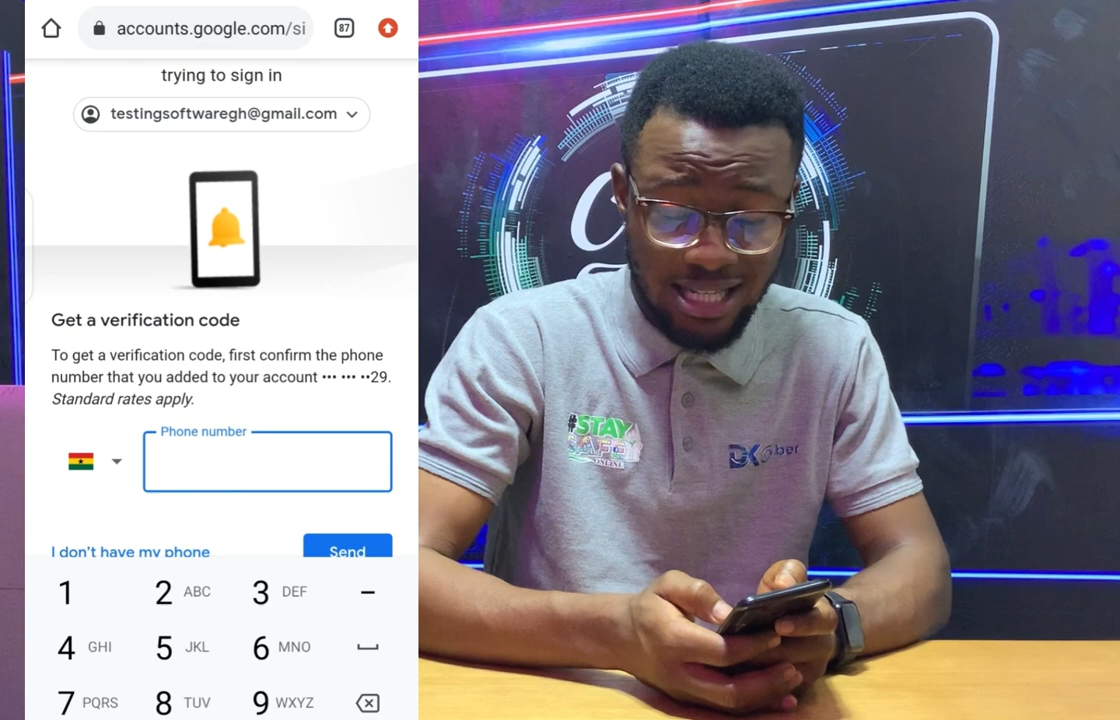 accounts.google.com/si
87
trying to sign in
testingsoftwaregh@gmail.com
Get a verification code
To get a verification code, first confirm the phone
number that you added to your account ••• ••• ••29.
Standard rates apply.
Phone number
I don't have my phone
Send
1
2 ABC
3 DEF
–
4 GHI
5 JKL
6 MNO
7 PQRS
8 TUV
9 WXYZ
#STAY
SAFE
ONLINE